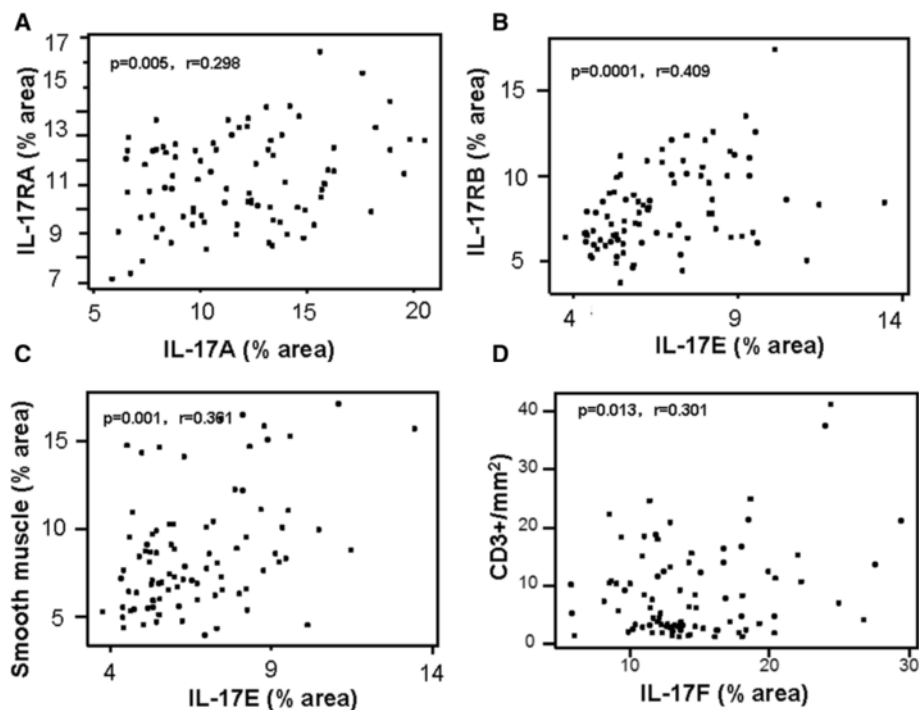 A
17
15
13
11
9
7
IL-17RA (% area)
p=0.005, r=0.298
5
10
15
20
IL-17A (% area)
B
15
10
5
IL-17RB (% area)
p=0.0001, r=0.409
4
9
14
IL-17E (% area)
C
15
10
5
Smooth muscle (% area)
p=0.001, r=0.361
4
9
14
IL-17E (% area)
D
40
30
20
10
0
CD3+/mm²)
p=0.013, r=0.301
10
20
30
IL-17F (% area)